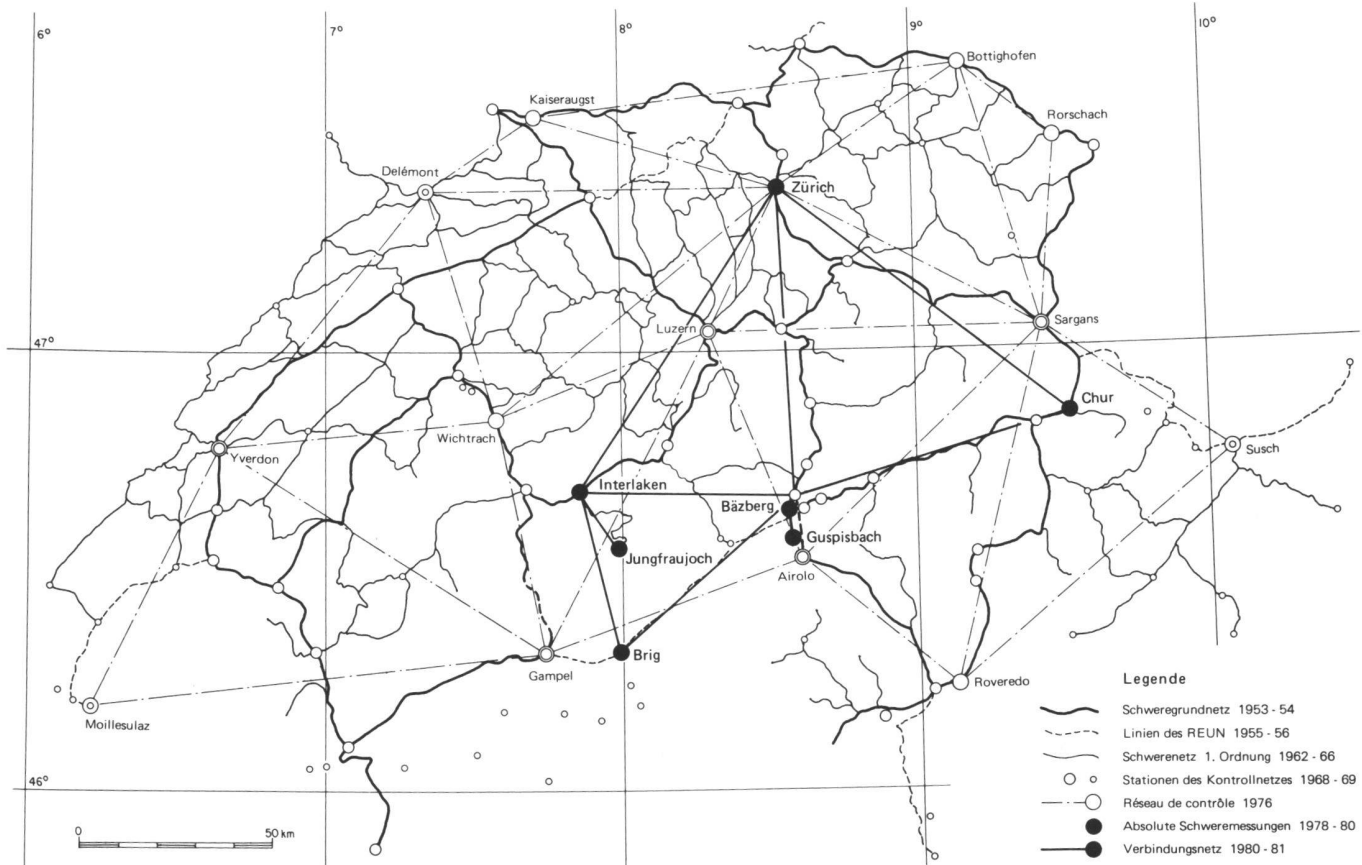 6°
7°
8°
9°
10°
Bottighofen
Kaiseraugst
Rorschach
Delémont
Zürich
Luzern
Sargans
47°
Chur
Wichtrach
Yverdon
Susch
Interlaken
Bäzberg
Guspisbach
Jungfraujoch
Airolo
Brig
Gampel
Roveredo
Moillesulaz
46°
0 50 km
Legende
Schweregrundnetz 1953 - 54
Linien des REUN 1955 - 56
Schwerenetz 1. Ordnung 1962 - 66
Stationen des Kontrollnetzes 1968 - 69
Réseau de contrôle 1976
Absolute Schweremessungen 1978 - 80
Verbindungsnetz 1980 - 81